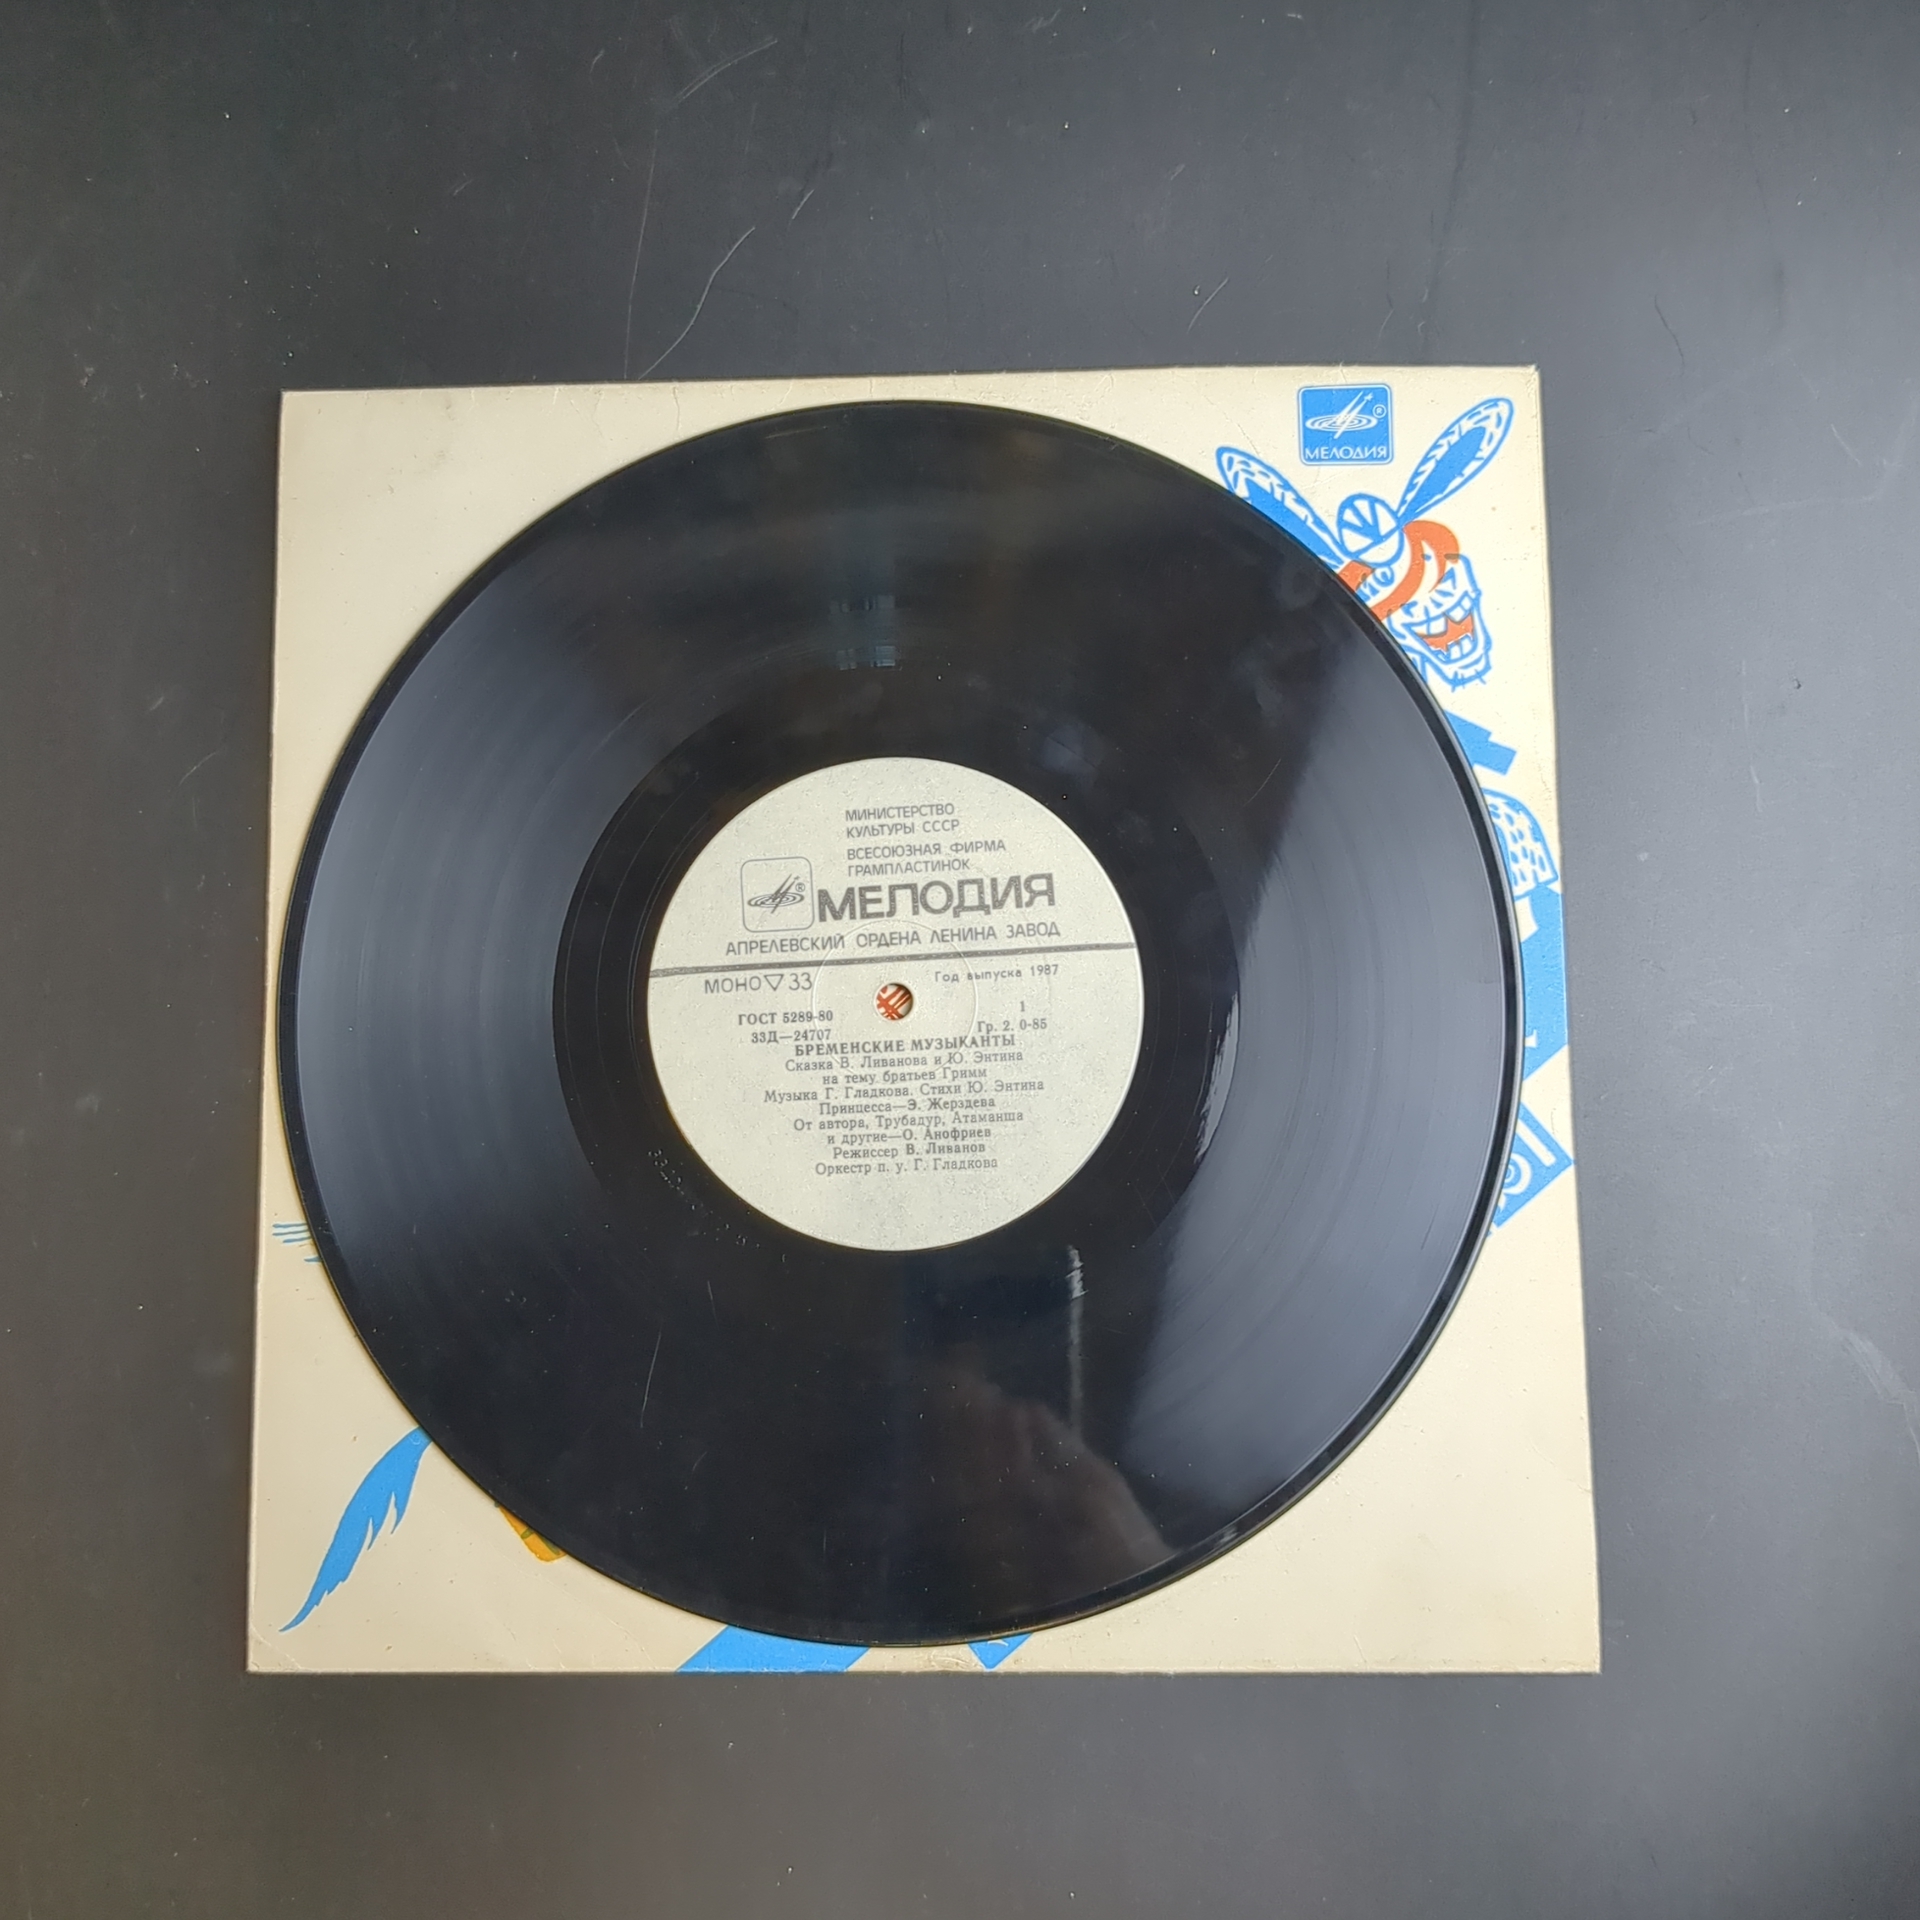 МЕЛОДИЯ
МИНИСТЕРСТВО
КУЛЬТУРЫ СССР
ВСЕСОЮЗНАЯ ФИРМА
ГРАМПЛАСТИНОК
МЕЛОДИЯ
АПРЕЛЕВСКИЙ ОРДЕНА ЛЕНИНА ЗАВОД
МОНО ▽ 33
Год выпуска 1987
ГОСТ 5289-80
1
33Д—24707
Гр. 2. 0-85
БРЕМЕНСКИЕ МУЗЫКАНТЫ
Сказка В. Ливанова и Ю. Энтина
на тему братьев Гримм
Музыка Г. Гладкова. Стихи Ю. Энтина
Принцесса—Э. Жерздева
От автора, Трубадур, Атаманша
и другие—О. Анофриев
Режиссер В. Ливанов
Оркестр п. у. Г. Гладкова